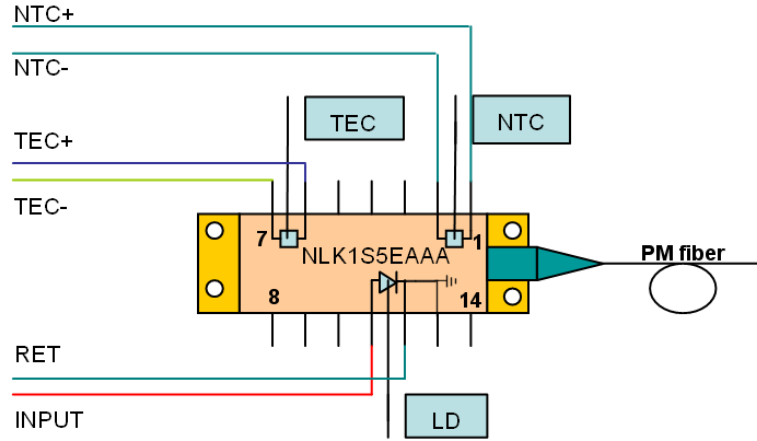 NTC+
NTC-
TEC
NTC
TEC+
TEC-
7
1
NLK1S5EAAA
PM fiber
8
14
RET
INPUT
LD